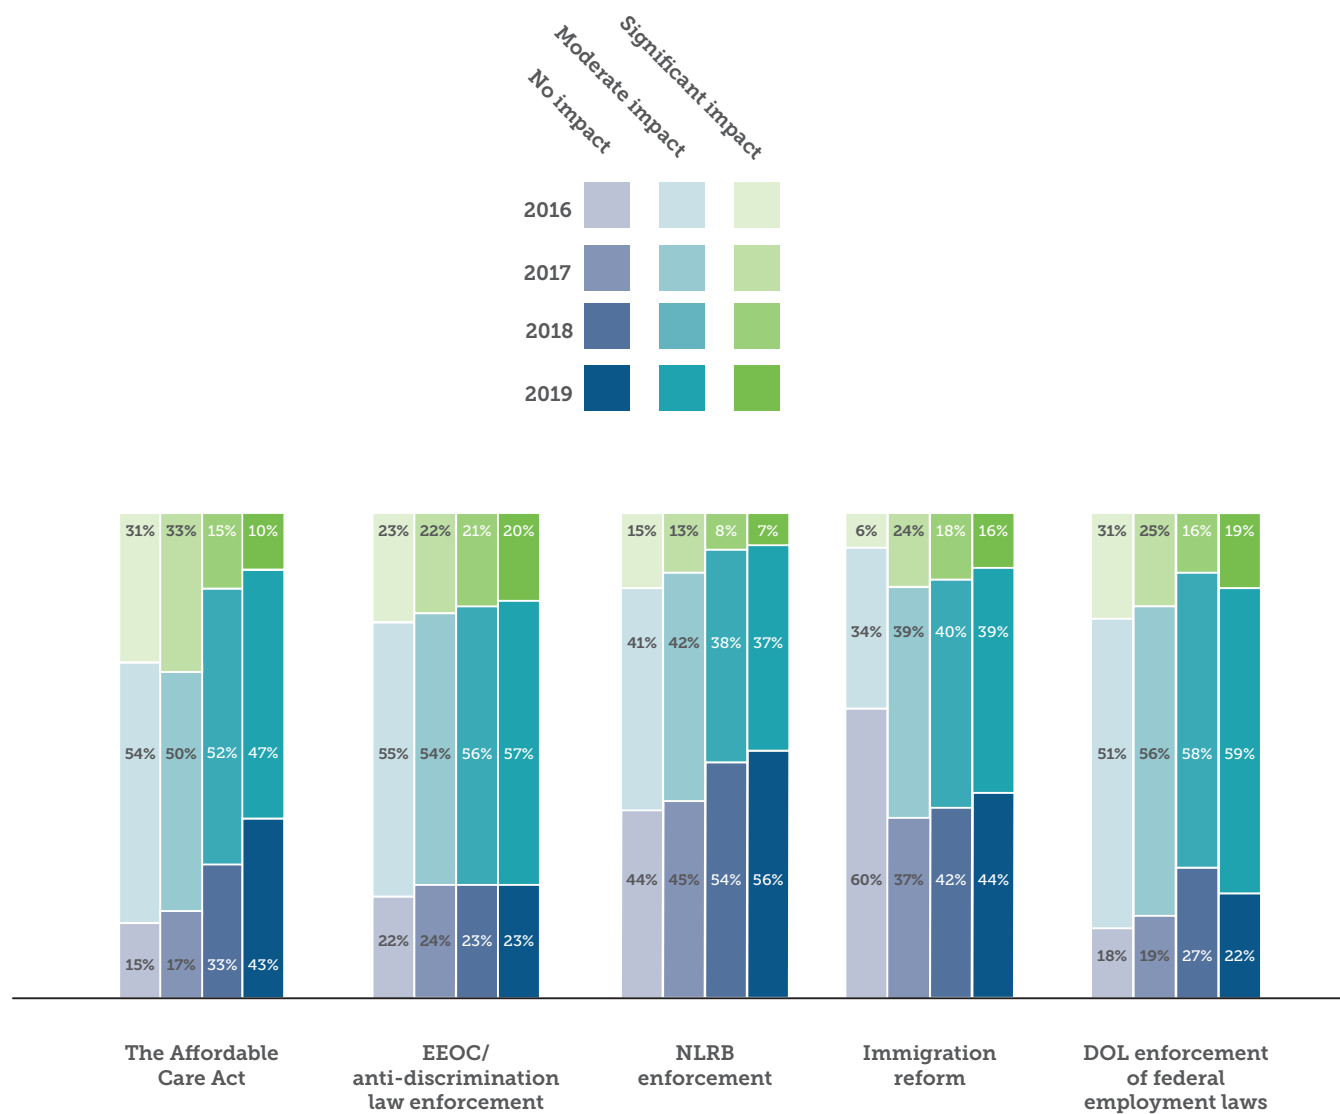 No impact
Moderate impact
Significant impact
2016
2017
2018
2019
31% 33% 15% 10%
54% 50% 52% 47%
15% 17% 33% 43%
The Affordable
Care Act
23% 22% 21% 20%
55% 54% 56% 57%
22% 24% 23% 23%
EEOC/
anti-discrimination
law enforcement
15% 13% 8% 7%
41% 42% 38% 37%
44% 45% 54% 56%
NLRB
enforcement
6% 24% 18% 16%
34% 39% 40% 39%
60% 37% 42% 44%
Immigration
reform
31% 25% 16% 19%
51% 56% 58% 59%
18% 19% 27% 22%
DOL enforcement
of federal
employment laws